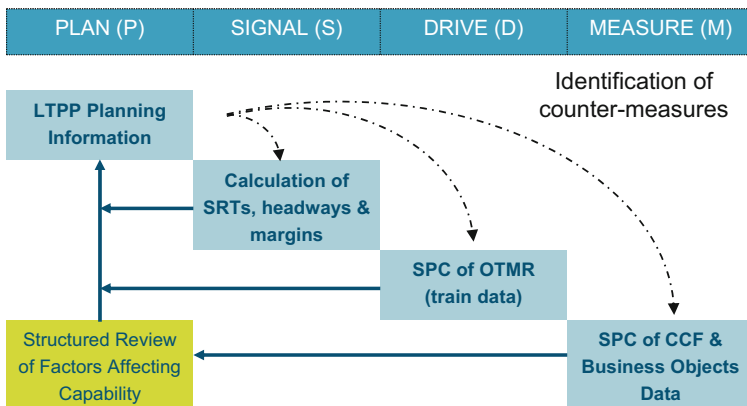 PLAN (P)
SIGNAL (S)
DRIVE (D)
MEASURE (M)
Identification of
counter-measures
LTPP Planning
Information
Calculation of
SRTs, headways &
margins
SPC of OTMR
(train data)
Structured Review
of Factors Affecting
Capability
SPC of CCF &
Business Objects
Data